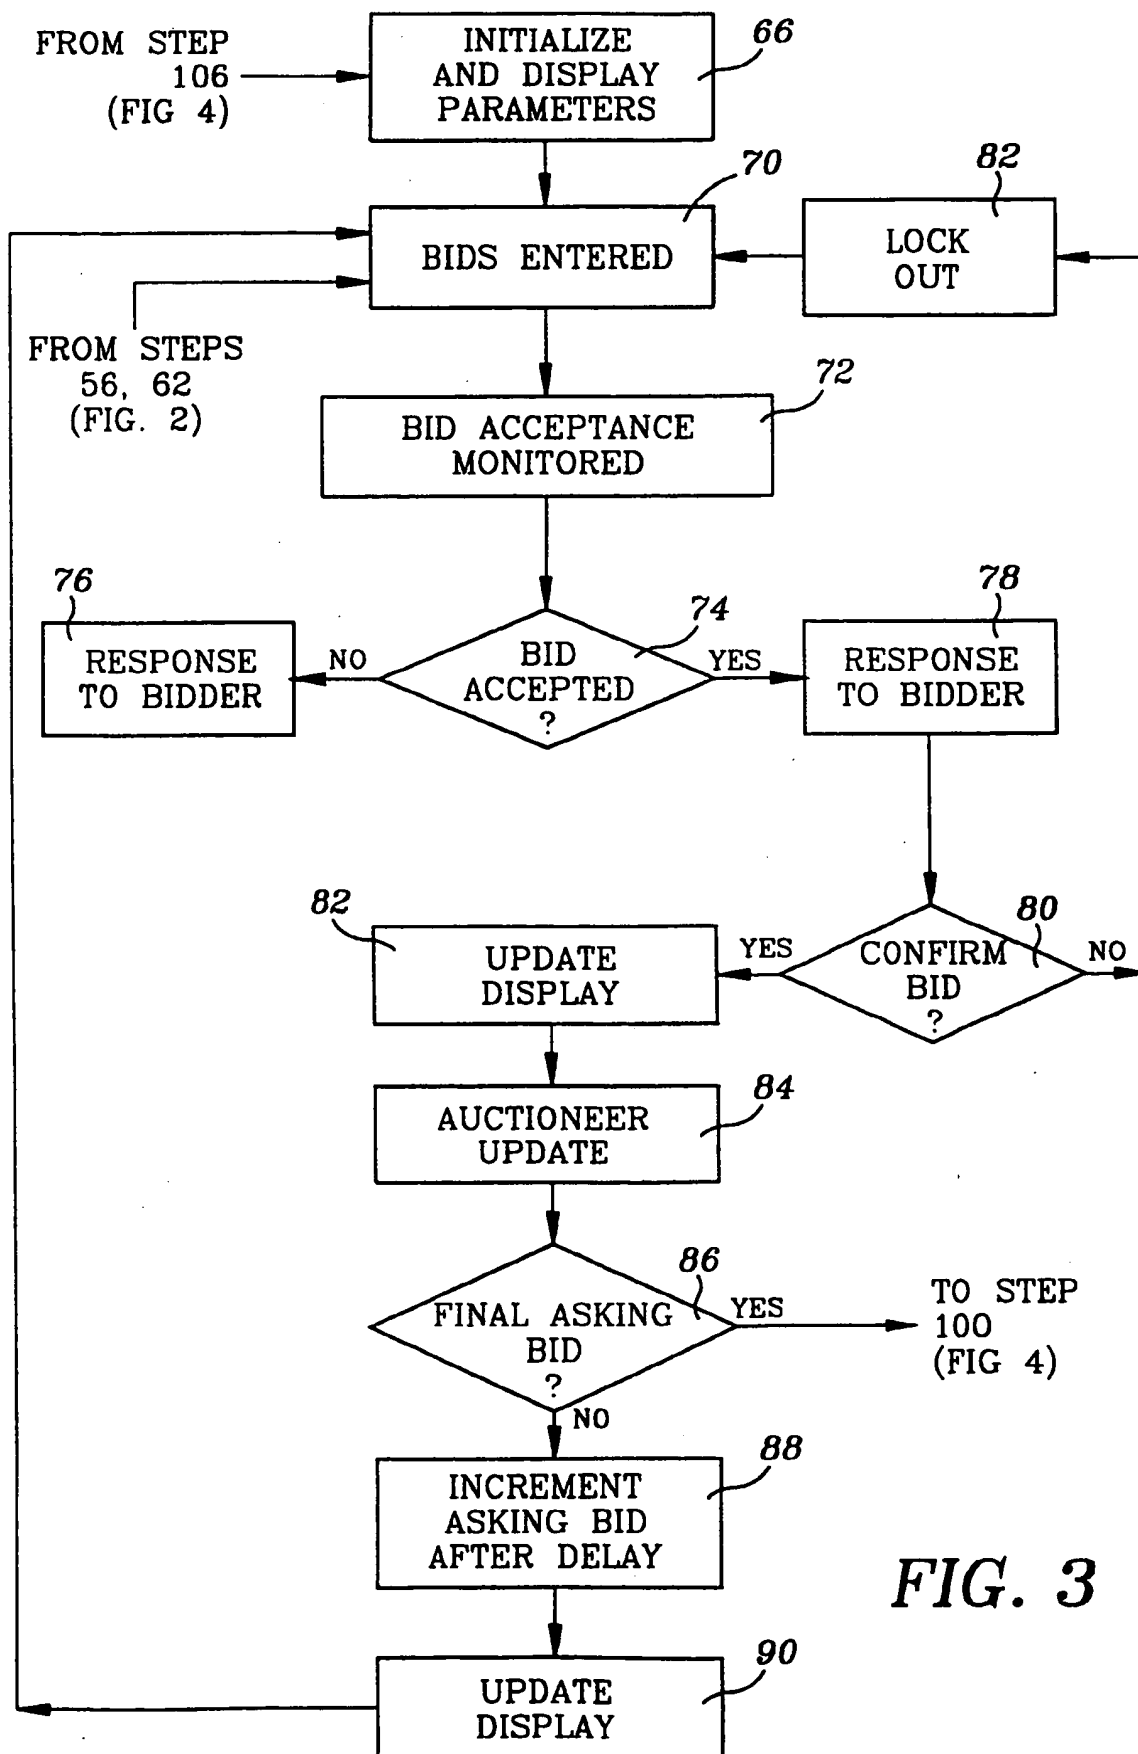 FROM STEP
106
(FIG 4)
INITIALIZE
AND DISPLAY
PARAMETERS
66
70
BIDS ENTERED
82
LOCK
OUT
FROM STEPS
56, 62
(FIG. 2)
72
BID ACCEPTANCE
MONITORED
76
RESPONSE
TO BIDDER
NO
74
BID
ACCEPTED
?
YES
78
RESPONSE
TO BIDDER
80
CONFIRM
BID
?
NO
YES
82
UPDATE
DISPLAY
84
AUCTIONEER
UPDATE
86
FINAL ASKING
BID
?
YES
TO STEP
100
(FIG 4)
NO
88
INCREMENT
ASKING BID
AFTER DELAY
90
UPDATE
DISPLAY
FIG. 3